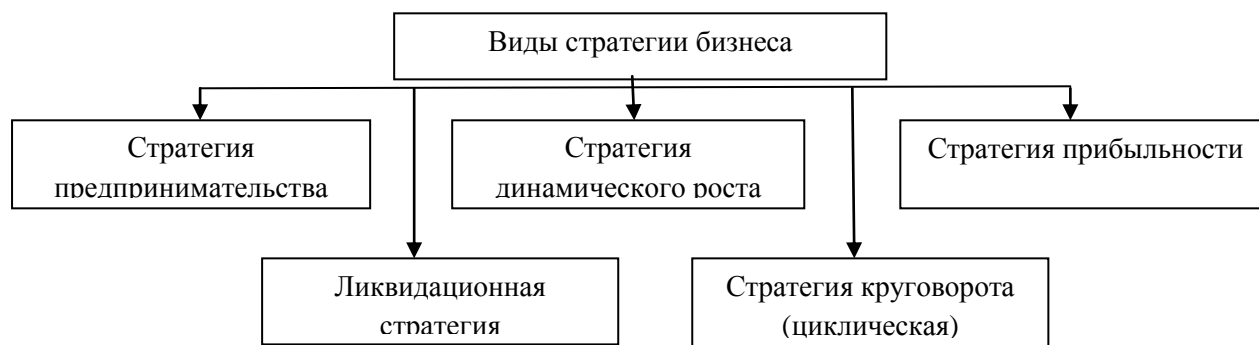 Виды стратегии бизнеса
Стратегия
предпринимательства
Стратегия
динамического роста
Стратегия прибыльности
Ликвидационная
стратегия
Стратегия круговорота
(циклическая)